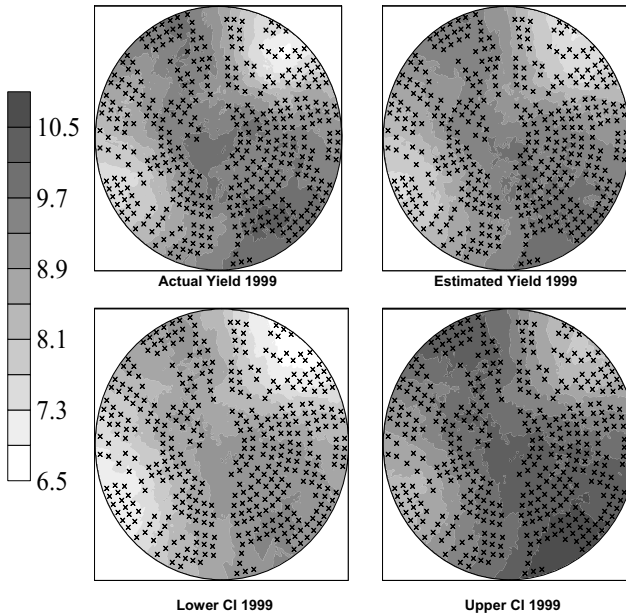 10.5
9.7
8.9
8.1
7.3
6.5
Actual Yield 1999
Estimated Yield 1999
Lower CI 1999
Upper CI 1999